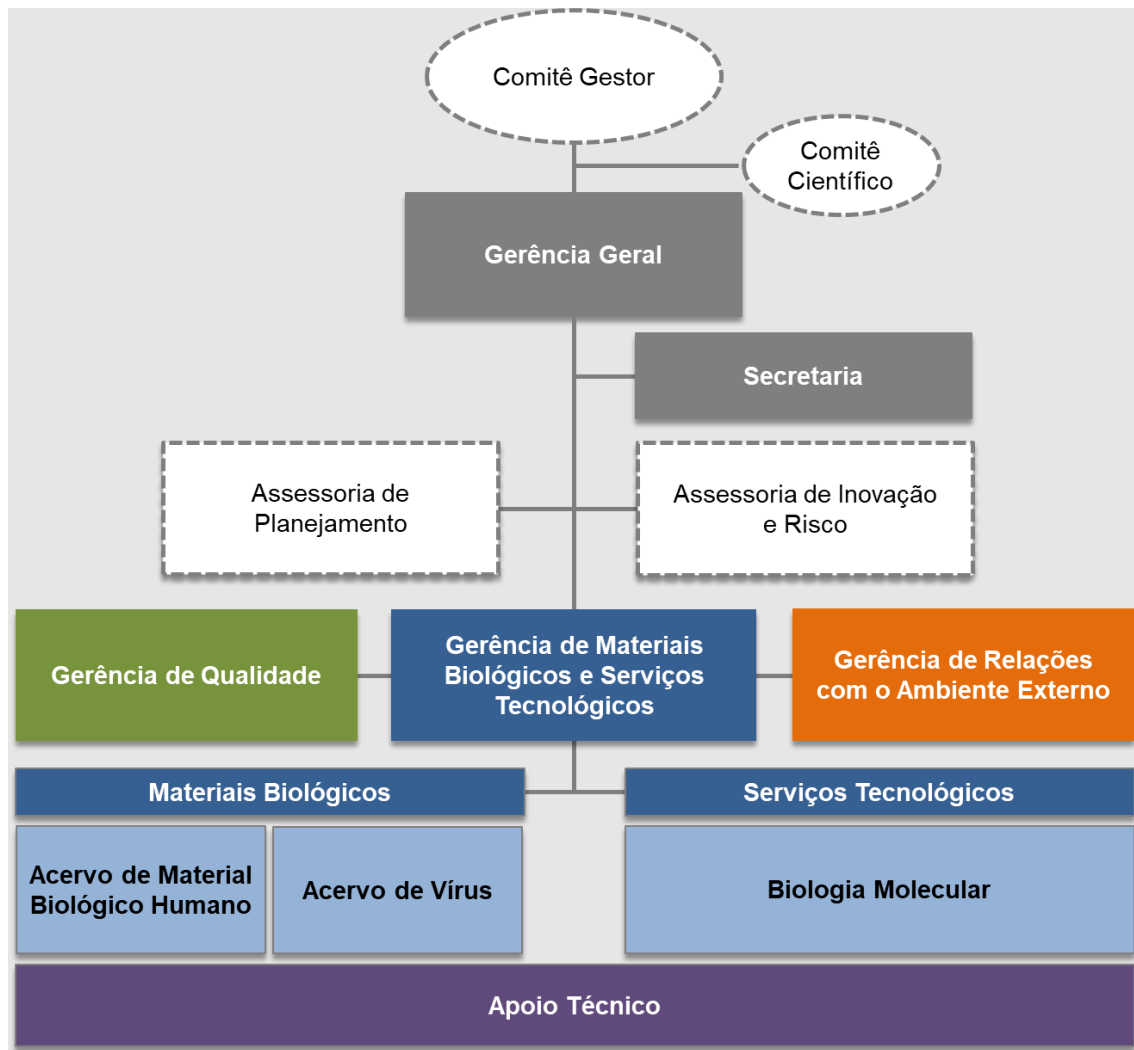 Comitê Gestor
Comitê
Científico
Gerência Geral
Secretaria
Assessoria de
Planejamento
Assessoria de Inovação
e Risco
Gerência de Qualidade
Gerência de Materiais
Biológicos e Serviços
Tecnológicos
Gerência de Relações
com o Ambiente Externo
Materiais Biológicos
Serviços Tecnológicos
Acervo de Material
Biológico Humano
Acervo de Vírus
Biologia Molecular
Apoio Técnico